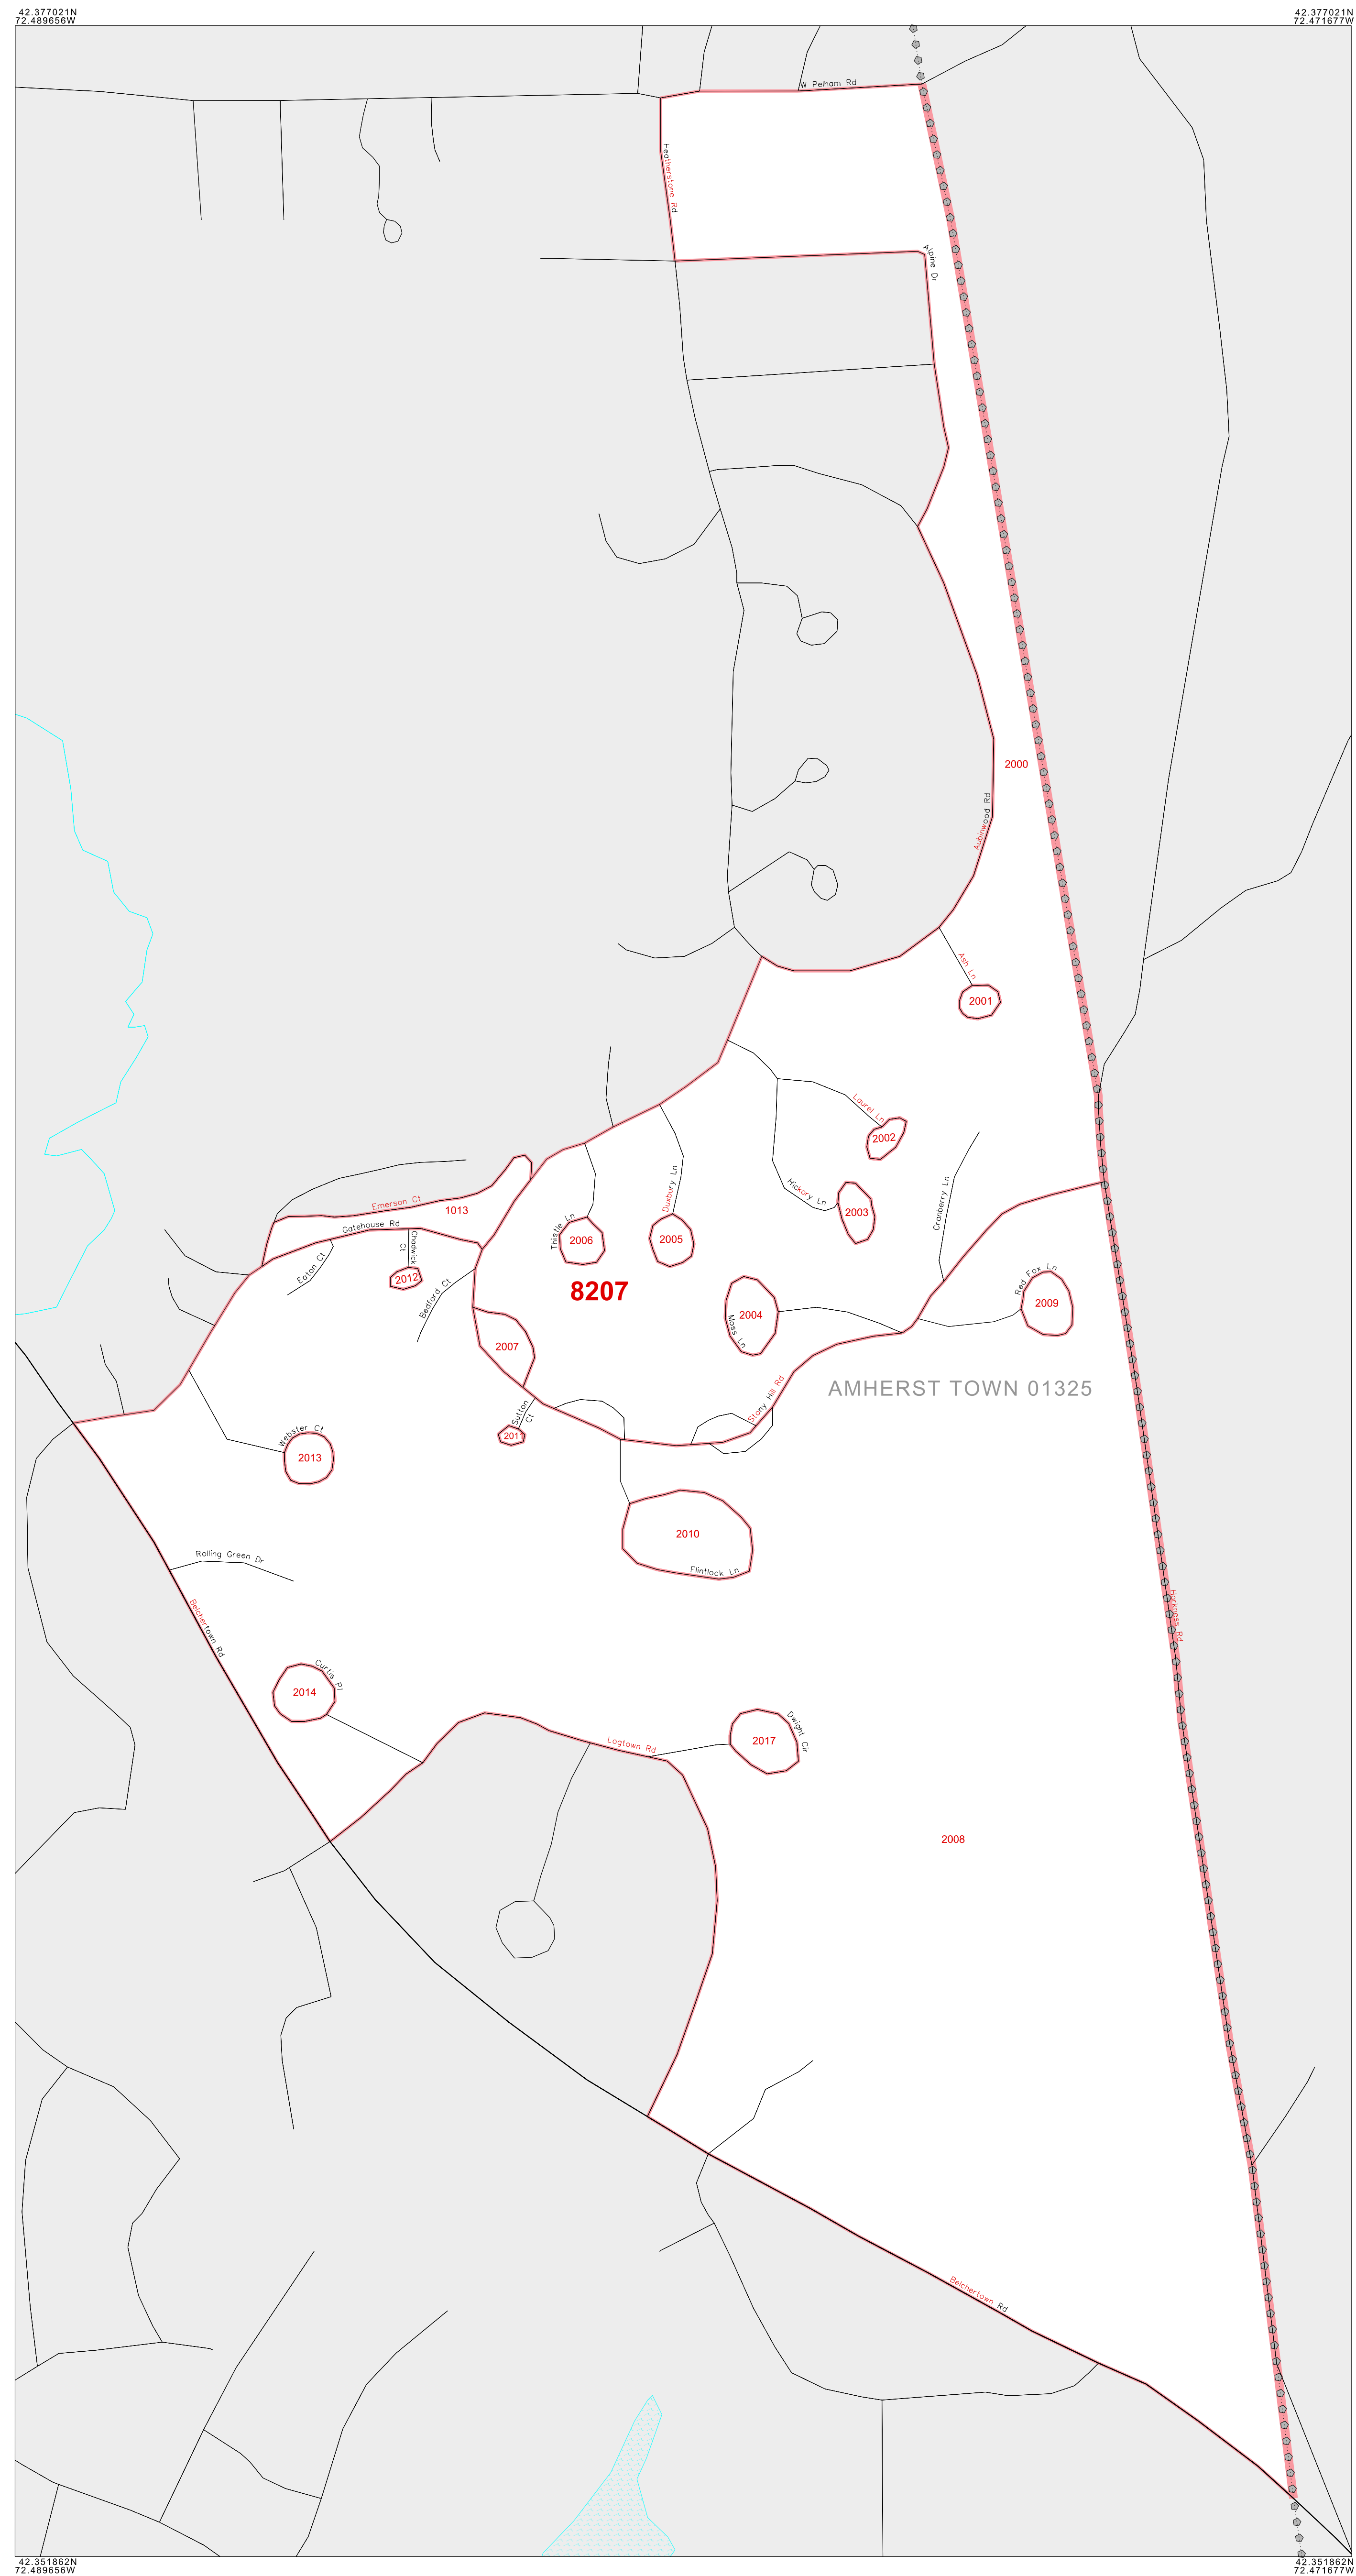 42.377021N
72.489656W
42.377021N
72.471677W
W Pelham Rd
Heatherstone Rd
Alpine Dr
2000
Aubinwood Rd
Ash Ln
2001
Laurel Ln
2002
Hickory Ln
2003
Cranberry Ln
Duxbury Ln
2005
Thistle Ln
2006
Emerson Ct
1013
Gatehouse Rd
Eaton Ct
Chadwick
Ct
2012
Bedford Ct
8207
Red Fox Ln
2009
2004
Moss Ln
2007
AMHERST TOWN 01325
Stony Hill Rd
Sutton
Ct
2011
Webster Ct
2013
2010
Flintlock Ln
Rolling Green Dr
Belchertown Rd
Harkness Rd
Curtis Pl
2014
Logtown Rd
Dwight Cir
2017
2008
Belchertown Rd
42.351862N
72.489656W
42.351862N
72.471677W